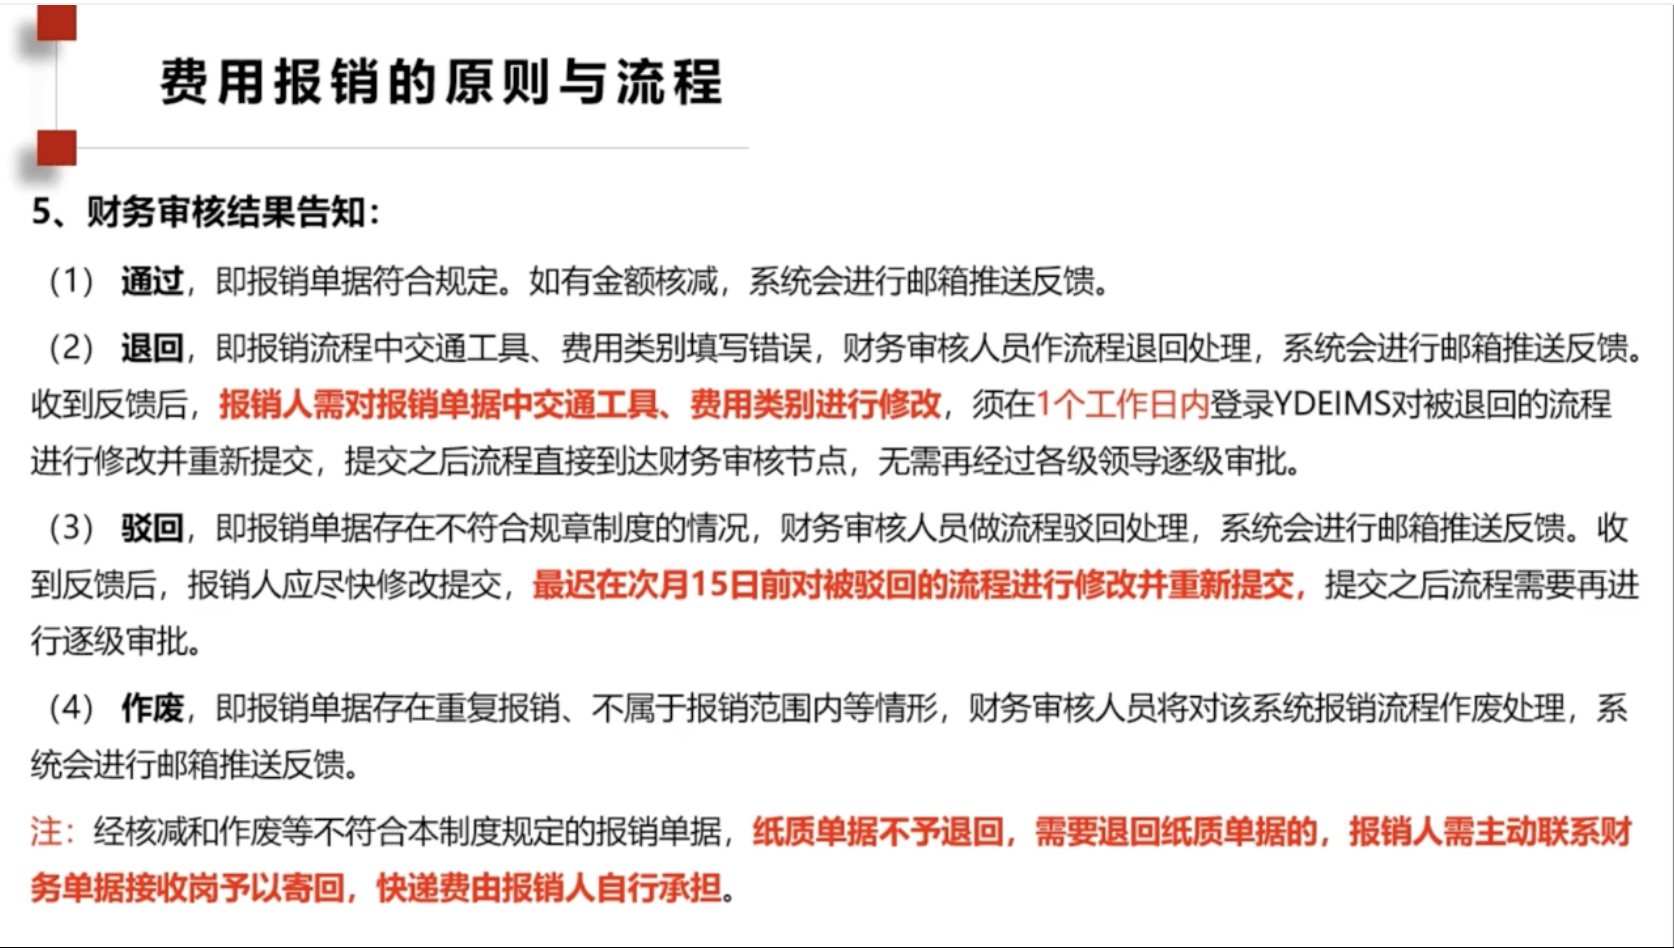 费用报销的原则与流程
5、财务审核结果告知：
（1） 通过，即报销单据符合规定。如有金额核减，系统会进行邮箱推送反馈。
（2） 退回，即报销流程中交通工具、费用类别填写错误，财务审核人员作流程退回处理，系统会进行邮箱推送反馈。
收到反馈后，报销人需对报销单据中交通工具、费用类别进行修改，须在1个工作日内登录YDEIMS对被退回的流程
进行修改并重新提交，提交之后流程直接到达财务审核节点，无需再经过各级领导逐级审批。
（3） 驳回，即报销单据存在不符合规章制度的情况，财务审核人员做流程驳回处理，系统会进行邮箱推送反馈。收
到反馈后，报销人应尽快修改提交，最迟在次月15日前对被驳回的流程进行修改并重新提交，提交之后流程需要再进
行逐级审批。
（4） 作废，即报销单据存在重复报销、不属于报销范围内等情形，财务审核人员将对该系统报销流程作废处理，系
统会进行邮箱推送反馈。
注：经核减和作废等不符合本制度规定的报销单据，纸质单据不予退回，需要退回纸质单据的，报销人需主动联系财
务单据接收岗予以寄回，快递费由报销人自行承担。